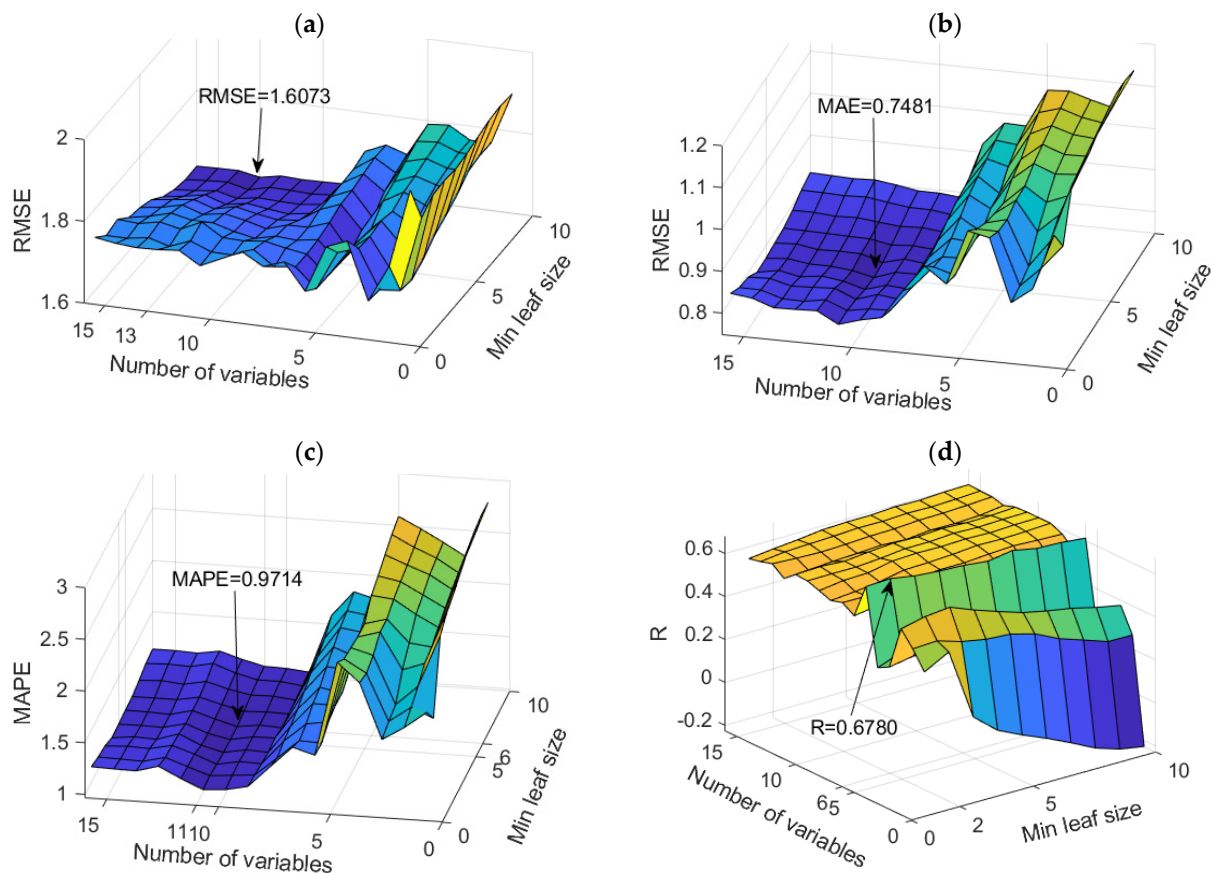 (a)
RMSE=1.6073
2
1.8
1.6
RMSE
15
13
10
5
0
Number of variables
0
5
10
Min leaf size
(b)
MAE=0.7481
1.2
1.1
1
0.9
0.8
RMSE
15
10
5
0
Number of variables
0
5
10
Min leaf size
(c)
MAPE=0.9714
3
2.5
2
1.5
1
MAPE
15
1110
5
0
Number of variables
0
5
6
10
Min leaf size
(d)
0.6
0.4
0.2
0
-0.2
R
R=0.6780
15
10
65
0
Number of variables
0
2
5
10
Min leaf size